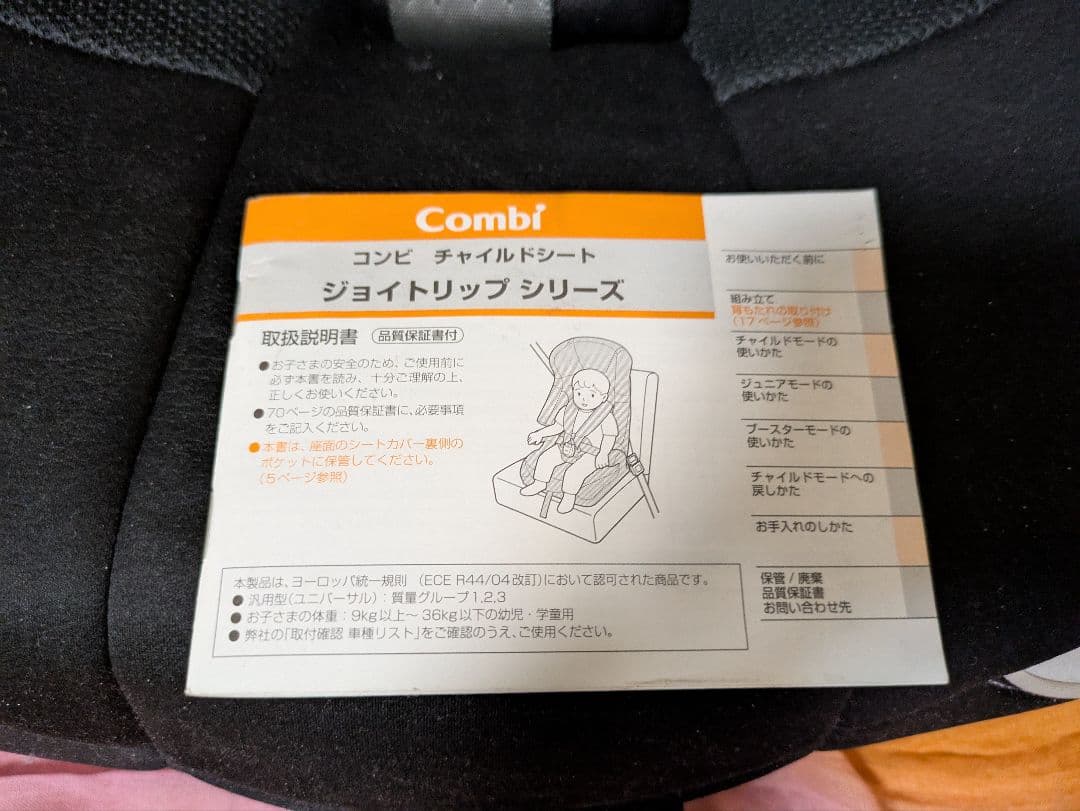 Combi
コンビ チャイルドシート
ジョイトリップ シリーズ
取扱説明書 品質保証書付
●お子さまの安全のため、ご使用前に
必ず本書を読み、十分ご理解の上、
正しくお使いください。
●70ページの品質保証書に、必要事項
をご記入ください。
●本書は、座面のシートカバー裏側の
ポケットに保管してください。
(5ページ参照)
本製品は、ヨーロッパ統一規則 (ECE R44/04改訂)において認可された商品です。
●汎用型(ユニバーサル):質量グループ1,2,3
●お子さまの体重:9kg以上〜36kg以下の幼児・学童用
●弊社の「取付確認 車種リスト」をご確認のうえ、ご使用ください。
お使いいただく前に
組み立て
背もたれの取り付け
(17ページ参照)
チャイルドモードの
使いかた
ジュニアモードの
使いかた
ブースターモードの
使いかた
チャイルドモードへの
戻しかた
お手入れのしかた
保管/廃棄
品質保証書
お問い合わせ先